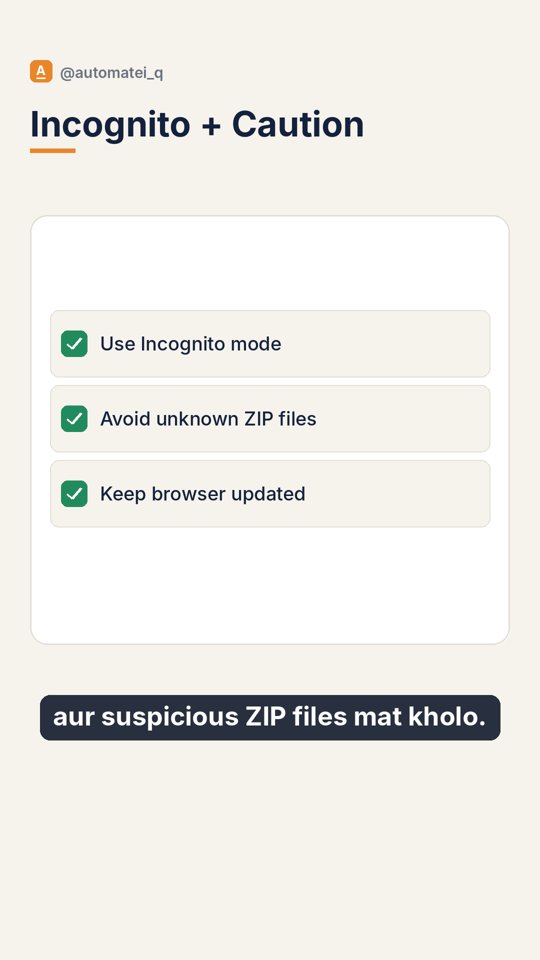 A @automatei_q
Incognito + Caution
Use Incognito mode
Avoid unknown ZIP files
Keep browser updated
aur suspicious ZIP files mat kholo.